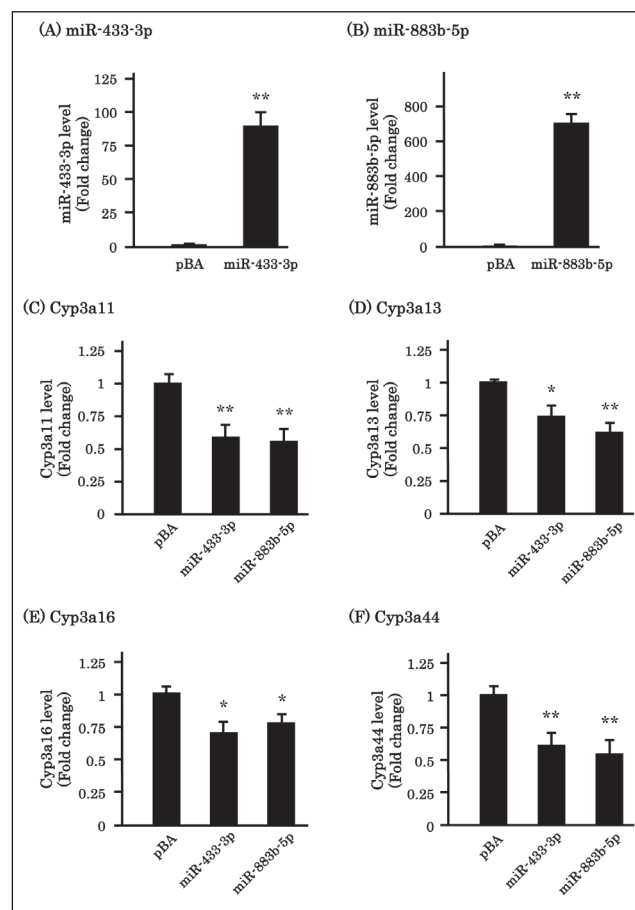 (A) miR-433-3p
miR-433-3p level
(Fold change)
125
100
75
50
25
0
**
pBA
miR-433-3p
(B) miR-883b-5p
miR-883b-5p level
(Fold change)
800
600
400
200
0
**
pBA
miR-883b-5p
(C) Cyp3a11
Cyp3a11 level
(Fold change)
1.25
1
0.75
0.5
0.25
0
**
**
pBA
miR-433-3p
miR-883b-5p
(D) Cyp3a13
Cyp3a13 level
(Fold change)
1.25
1
0.75
0.5
0.25
0
*
**
pBA
miR-433-3p
miR-883b-5p
(E) Cyp3a16
Cyp3a16 level
(Fold change)
1.25
1
0.75
0.5
0.25
0
*
*
pBA
miR-433-3p
miR-883b-5p
(F) Cyp3a44
Cyp3a44 level
(Fold change)
1.25
1
0.75
0.5
0.25
0
**
**
pBA
miR-433-3p
miR-883b-5p